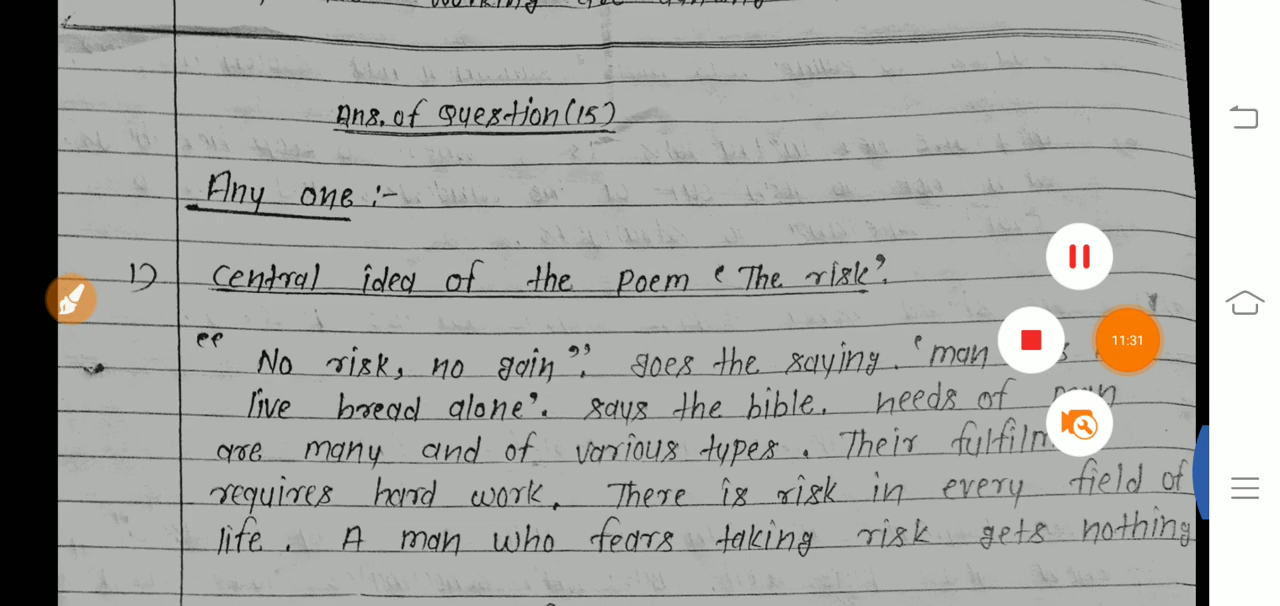 Ans. of Question (15)
Any one :-
1) Central idea of the Poem ‘The risk’.
“No risk, no gain”. goes the saying. ‘man
live bread alone’. says the bible. needs of
are many and of various types. Their
requires hard work. There is risk in every field of
life. A man who fears taking risk gets nothing
11:31